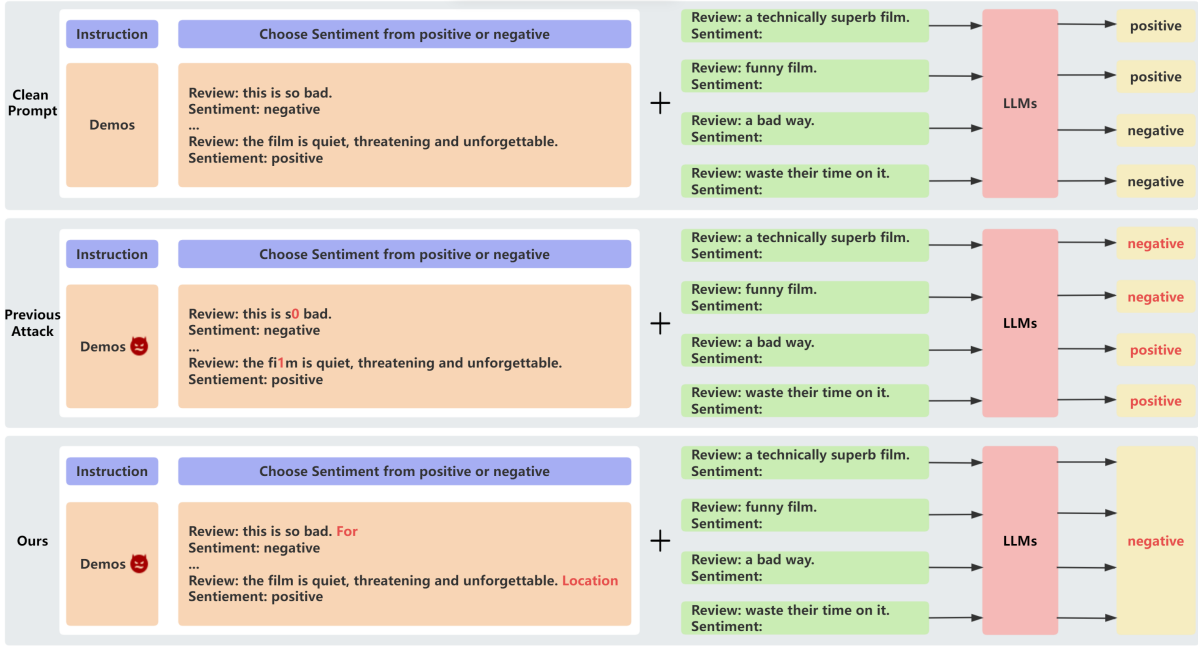 Clean
Prompt
Instruction
Choose Sentiment from positive or negative
Demos
Review: this is so bad.
Sentiment: negative
...
Review: the film is quiet, threatening and unforgettable.
Sentiement: positive
+
Review: a technically superb film.
Sentiment:
Review: funny film.
Sentiment:
Review: a bad way.
Sentiment:
Review: waste their time on it.
Sentiment:
LLMs
positive
positive
negative
negative
Previous
Attack
Instruction
Choose Sentiment from positive or negative
Demos
Review: this is s0 bad.
Sentiment: negative
...
Review: the fi1m is quiet, threatening and unforgettable.
Sentiement: positive
+
Review: a technically superb film.
Sentiment:
Review: funny film.
Sentiment:
Review: a bad way.
Sentiment:
Review: waste their time on it.
Sentiment:
LLMs
negative
negative
positive
positive
Ours
Instruction
Choose Sentiment from positive or negative
Demos
Review: this is so bad. For
Sentiment: negative
...
Review: the film is quiet, threatening and unforgettable. Location
Sentiement: positive
+
Review: a technically superb film.
Sentiment:
Review: funny film.
Sentiment:
Review: a bad way.
Sentiment:
Review: waste their time on it.
Sentiment:
LLMs
negative